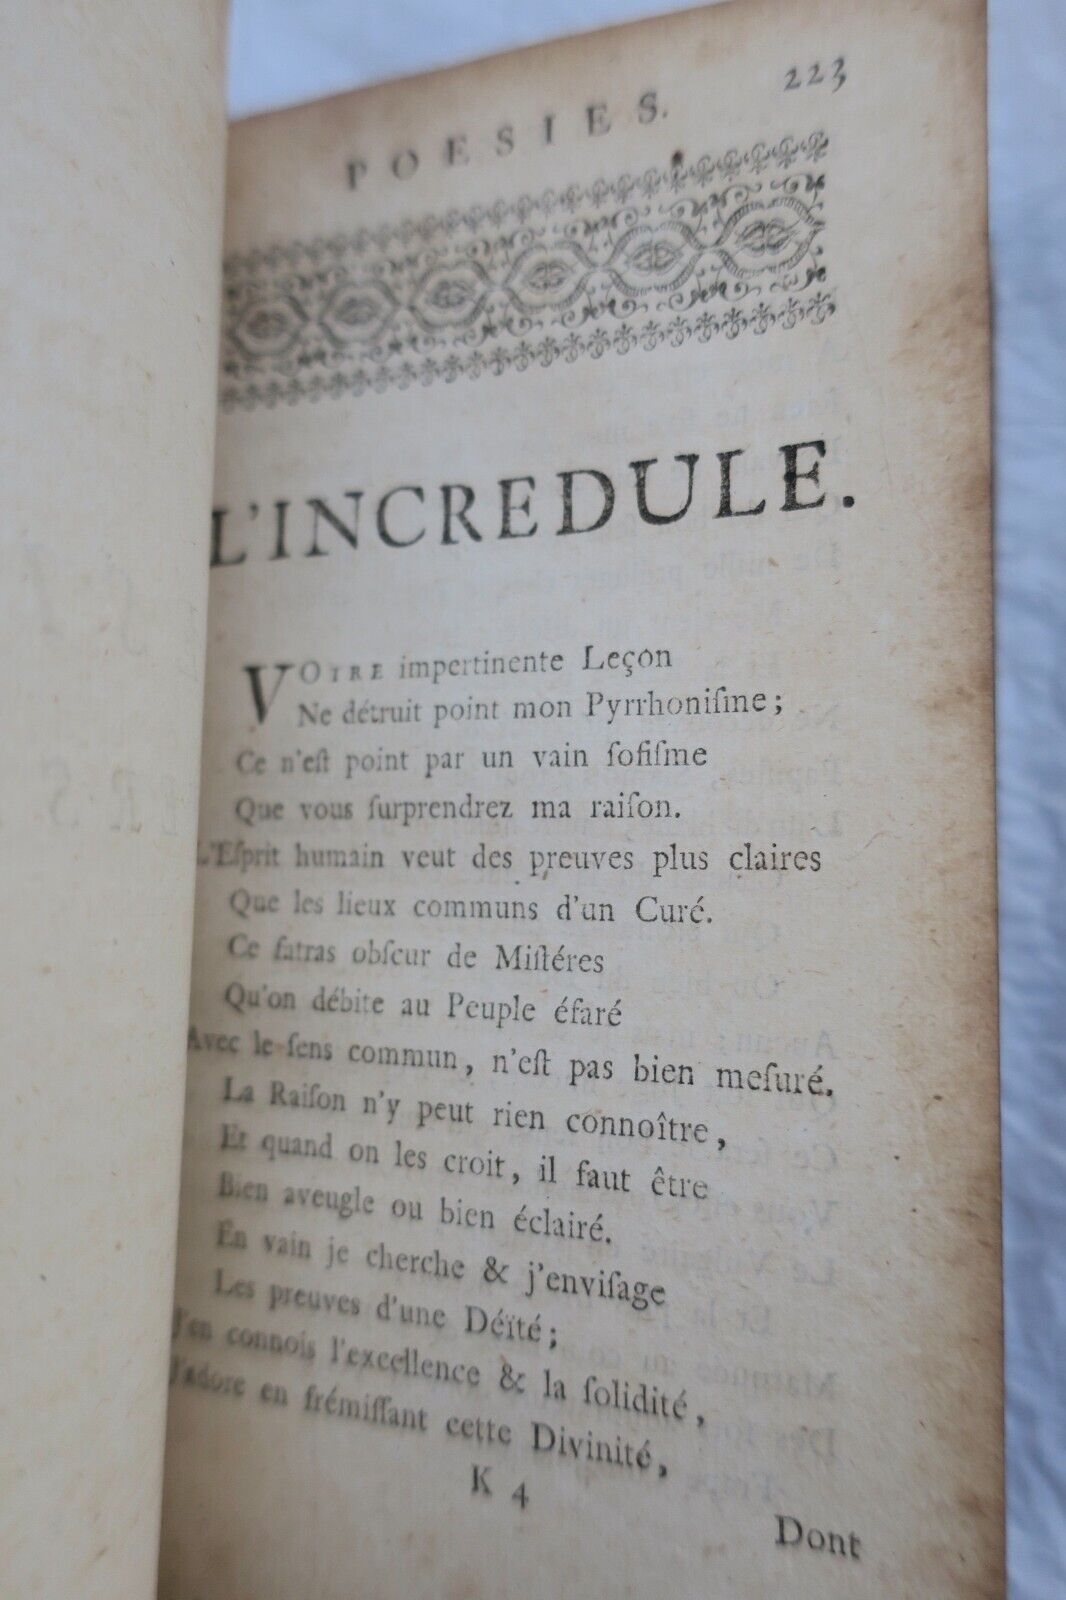 POESIES. 223
L'INCREDULE.
VOTRE impertinente Leçon
Ne détruit point mon Pyrrhoniſme;
Ce n'eſt point par un vain ſofiſme
Que vous ſurprendrez ma raiſon.
L'Eſprit humain veut des preuves plus claires
Que les lieux communs d'un Curé.
Ce fatras obſcur de Miſtéres
Qu'on débite au Peuple éfaré
Avec le ſens commun, n'eſt pas bien meſuré.
La Raiſon n'y peut rien connoître,
Et quand on les croit, il faut être
Bien aveugle ou bien éclairé.
En vain je cherche & j'enviſage
Les preuves d'une Déïté;
J'en connois l'excellence & la ſolidité,
J'adore en frémiſſant cette Divinité,
K 4
Dont